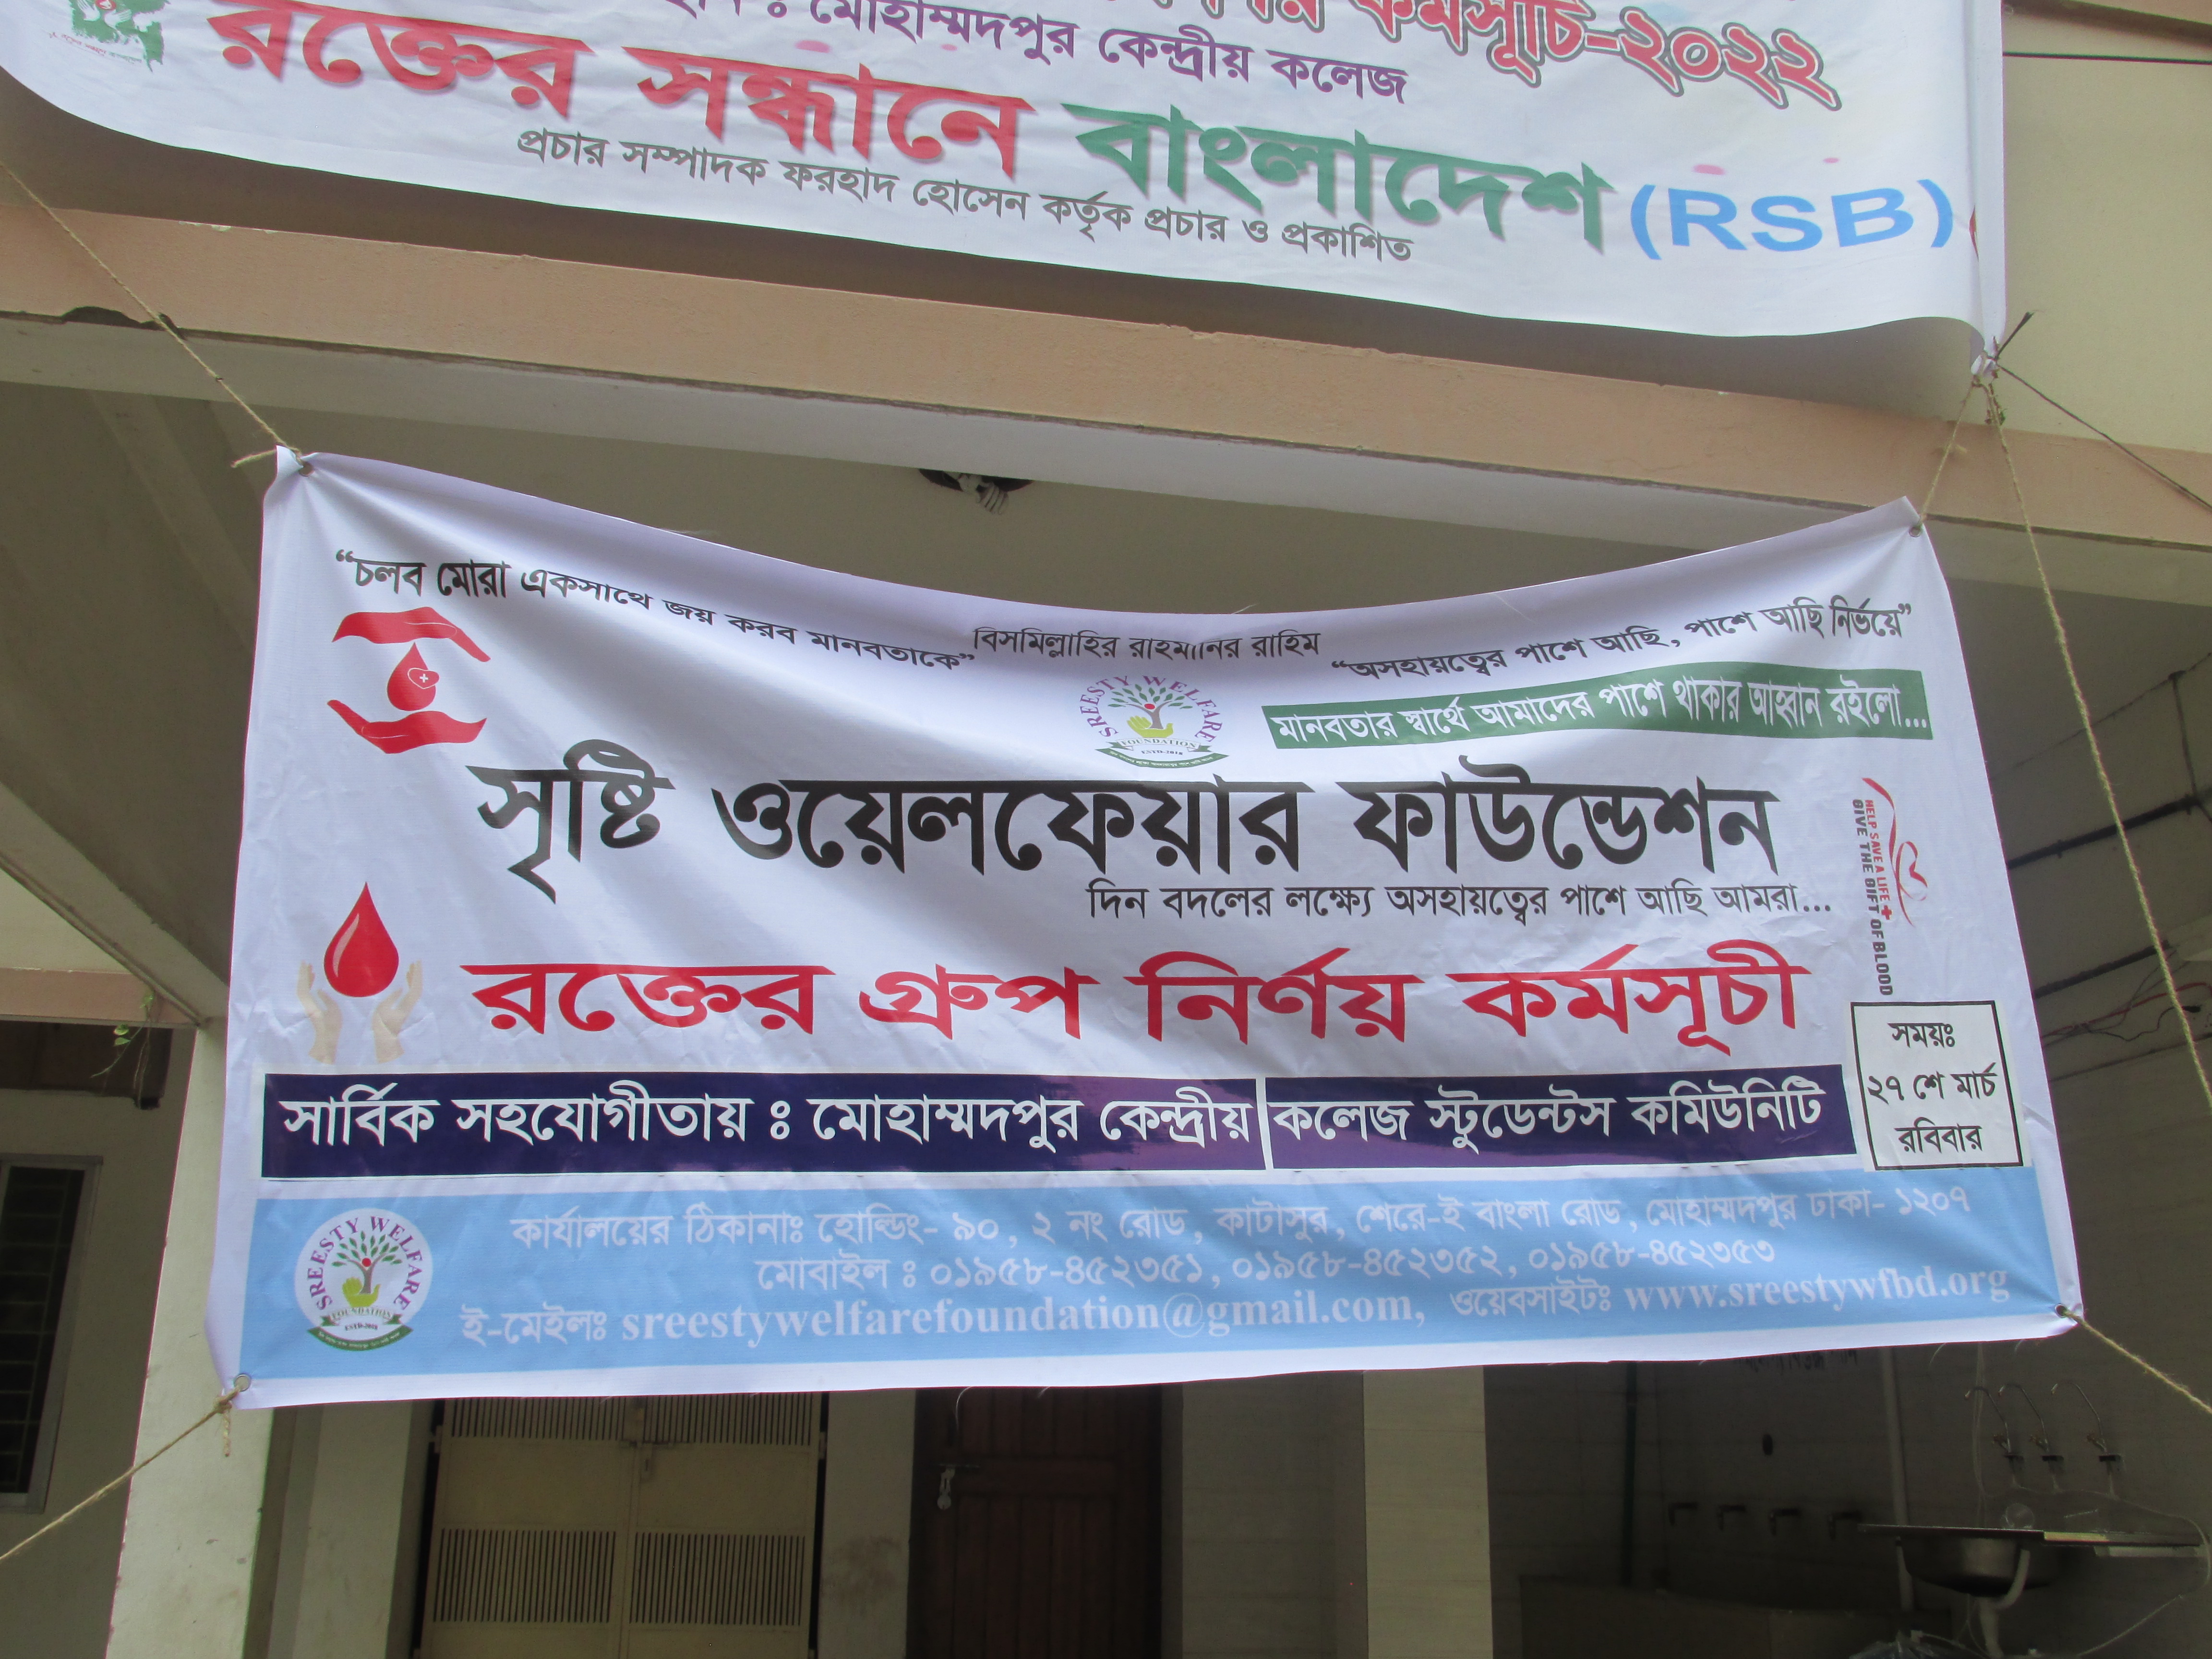 কর্মসূচি-২০২২
মোহাম্মদপুর কেন্দ্রীয় কলেজ
রক্তের সন্ধানে বাংলাদেশ (RSB)
প্রচার সম্পাদক ফরহাদ হোসেন কর্তৃক প্রচার ও প্রকাশিত
“চলব মোরা একসাথে জয় করব মানবতাকে”
বিসমিল্লাহির রাহমানির রাহিম
“অসহায়ত্বের পাশে আছি, পাশে আছি নির্ভয়ে”
SREESTY WELFARE
FOUNDATION
মানবতার স্বার্থে আমাদের পাশে থাকার আহ্বান রইলো...
সৃষ্টি ওয়েলফেয়ার ফাউন্ডেশন
দিন বদলের লক্ষ্যে অসহায়ত্বের পাশে আছি আমরা...
HELP SAVE A LIFE
GIVE THE GIFT OF BLOOD
রক্তের গ্রুপ নির্ণয় কর্মসূচী
সময়ঃ
২৭ শে মার্চ
রবিবার
সার্বিক সহযোগীতায় ঃ মোহাম্মদপুর কেন্দ্রীয় কলেজ স্টুডেন্টস কমিউনিটি
কার্যালয়ের ঠিকানাঃ হোল্ডিং- ৯০, ২ নং রোড, কাটাসুর, শেরে-ই বাংলা রোড, মোহাম্মদপুর ঢাকা- ১২০৭
মোবাইল ঃ ০১৯৫৮-৪৫২৩৫১, ০১৯৫৮-৪৫২৩৫২, ০১৯৫৮-৪৫২৩৫৩
ই-মেইলঃ sreestywelfarefoundation@gmail.com, ওয়েবসাইটঃ www.sreestywfbd.org
SREESTY WELFARE
FOUNDATION